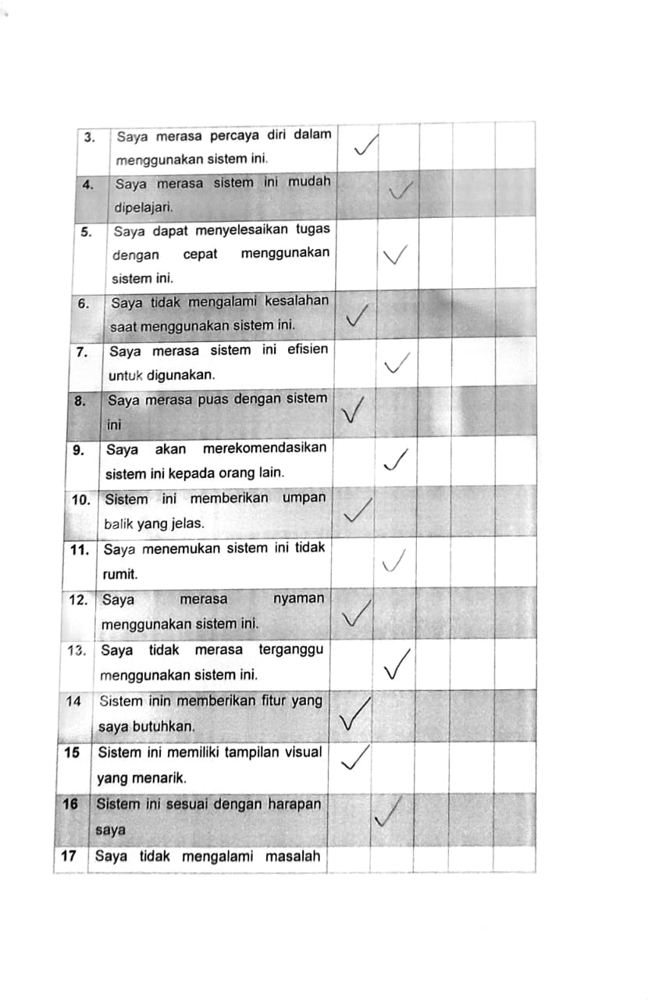 3. Saya merasa percaya diri dalam
menggunakan sistem ini.
4. Saya merasa sistem ini mudah
dipelajari.
5. Saya dapat menyelesaikan tugas
dengan cepat menggunakan
sistem ini.
6. Saya tidak mengalami kesalahan
saat menggunakan sistem ini.
7. Saya merasa sistem ini efisien
untuk digunakan.
8. Saya merasa puas dengan sistem
ini
9. Saya akan merekomendasikan
sistem ini kepada orang lain.
10. Sistem ini memberikan umpan
balik yang jelas.
11. Saya menemukan sistem ini tidak
rumit.
12. Saya merasa nyaman
menggunakan sistem ini.
13. Saya tidak merasa terganggu
menggunakan sistem ini.
14 Sistem inin memberikan fitur yang
saya butuhkan.
15 Sistem ini memiliki tampilan visual
yang menarik.
16 Sistem ini sesuai dengan harapan
saya
17 Saya tidak mengalami masalah